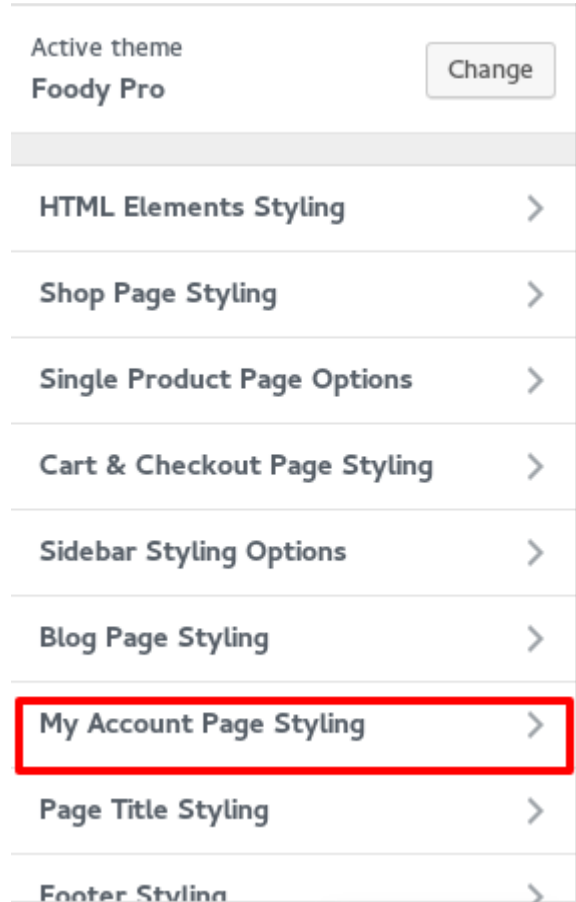 Active theme
Foody Pro
Change
HTML Elements Styling
Shop Page Styling
Single Product Page Options
Cart & Checkout Page Styling
Sidebar Styling Options
Blog Page Styling
My Account Page Styling
Page Title Styling
Footer Styling